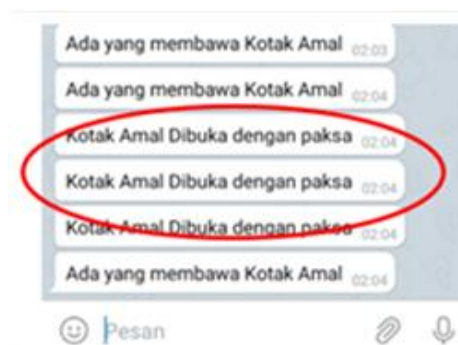 Ada yang membawa Kotak Amal 02:03
Ada yang membawa Kotak Amal 02:04
Kotak Amal Dibuka dengan paksa 02:04
Kotak Amal Dibuka dengan paksa 02:04
Kotak Amal Dibuka dengan paksa 02:04
Ada yang membawa Kotak Amal 02:04
Pesan